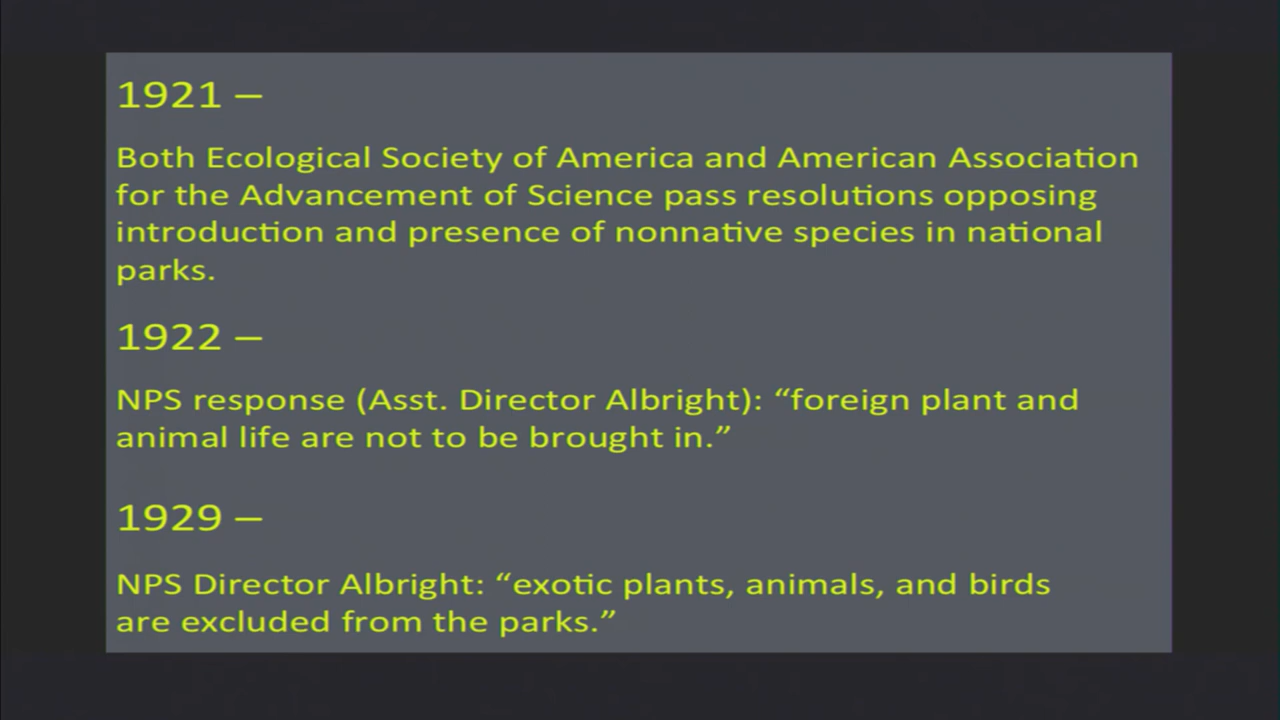 1921 –
Both Ecological Society of America and American Association
for the Advancement of Science pass resolutions opposing
introduction and presence of nonnative species in national
parks.
1922 –
NPS response (Asst. Director Albright): “foreign plant and
animal life are not to be brought in.”
1929 –
NPS Director Albright: “exotic plants, animals, and birds
are excluded from the parks.”